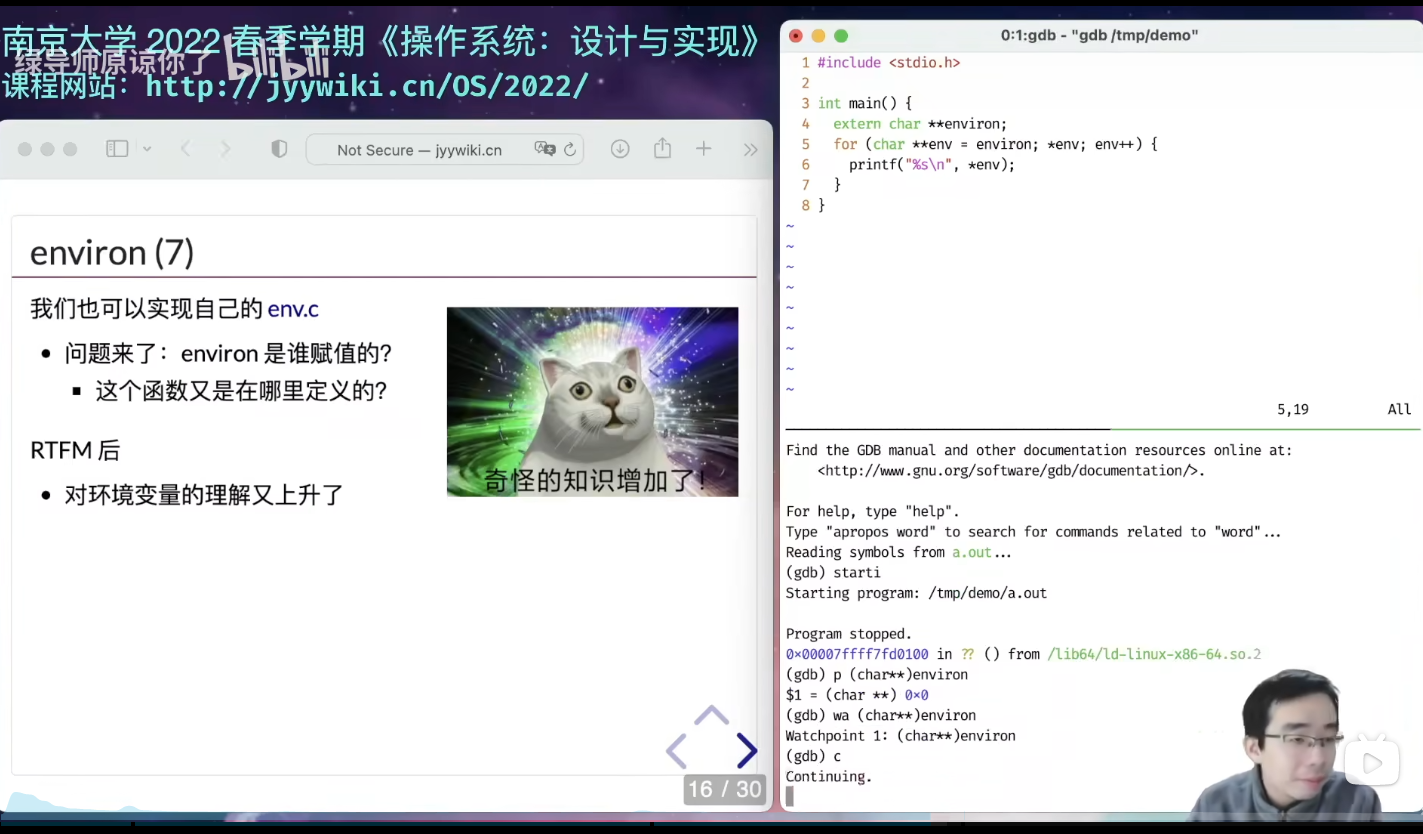 南京大学 2022 春季学期《操作系统：设计与实现》
绿导师原谅你了 bilibili
课程网站：http://jyywiki.cn/OS/2022/
Not Secure — jyywiki.cn
environ (7)
我们也可以实现自己的 env.c
• 问题来了：environ 是谁赋值的?
▪ 这个函数又是在哪里定义的?
RTFM 后
• 对环境变量的理解又上升了
奇怪的知识增加了!
16 / 30
0:1:gdb - "gdb /tmp/demo"
1 #include <stdio.h>
2
3 int main() {
4   extern char **environ;
5   for (char **env = environ; *env; env++) {
6     printf("%s\n", *env);
7   }
8 }
~
~
~
~
~
~
~
~
~
5,19 All
Find the GDB manual and other documentation resources online at:
    <http://www.gnu.org/software/gdb/documentation/>.
For help, type "help".
Type "apropos word" to search for commands related to "word"...
Reading symbols from a.out...
(gdb) starti
Starting program: /tmp/demo/a.out
Program stopped.
0x00007ffff7fd0100 in ?? () from /lib64/ld-linux-x86-64.so.2
(gdb) p (char**)environ
$1 = (char **) 0x0
(gdb) wa (char**)environ
Watchpoint 1: (char**)environ
(gdb) c
Continuing.